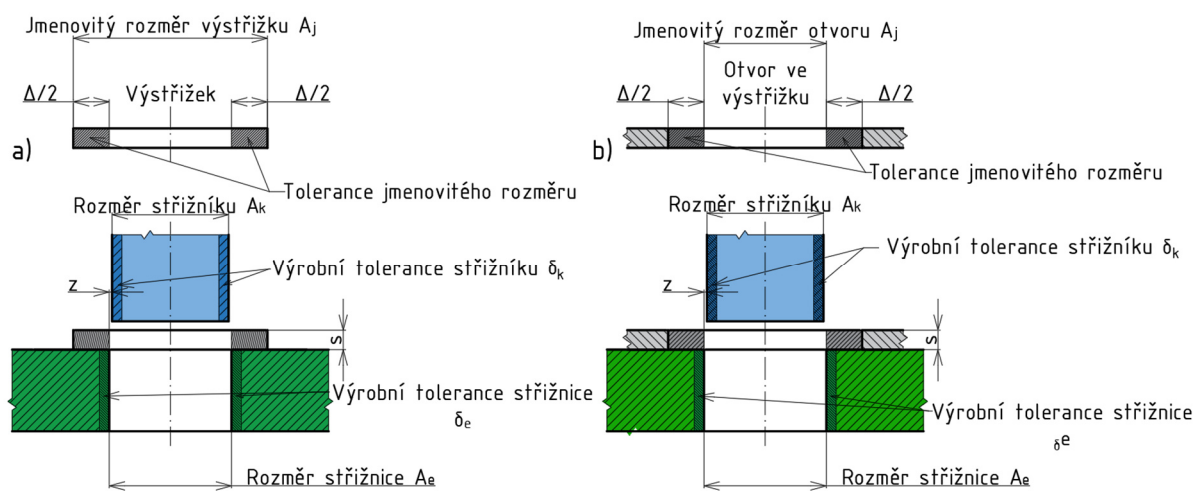 Jmenovitý rozměr výstřižku Aj
Δ/2
Výstřižek
Δ/2
a)
Tolerance jmenovitého rozměru
Rozměr střižníku Ak
Výrobní tolerance střižníku δk
z
s
Výrobní tolerance střižnice
δe
Rozměr střižnice Ae
Jmenovitý rozměr otvoru Aj
Δ/2
Otvor ve
výstřižku
Δ/2
b)
Tolerance jmenovitého rozměru
Rozměr střižníku Ak
Výrobní tolerance střižníku δk
z
s
Výrobní tolerance střižnice
δe
Rozměr střižnice Ae